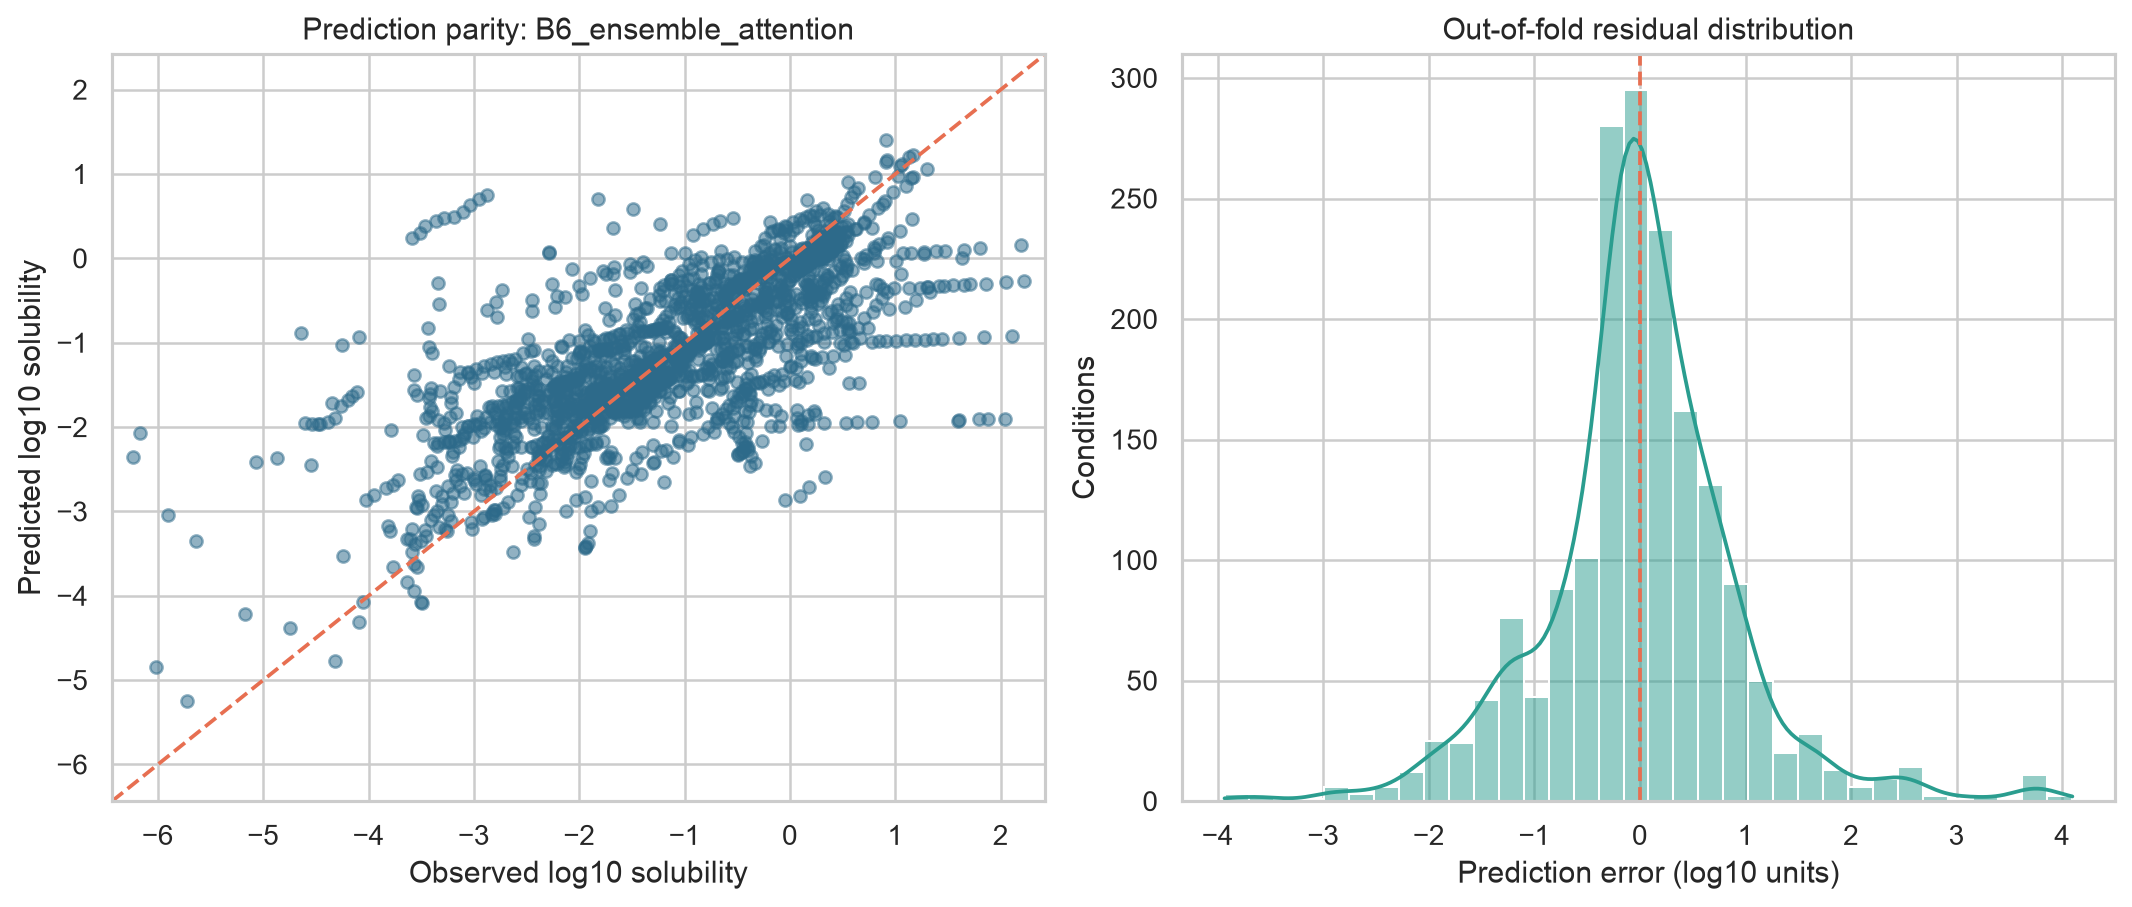 Prediction parity: B6_ensemble_attention
2
1
0
−1
−2
−3
−4
−5
−6
Predicted log10 solubility
−6 −5 −4 −3 −2 −1 0 1 2
Observed log10 solubility
Out-of-fold residual distribution
300
250
200
150
100
50
0
Conditions
−4 −3 −2 −1 0 1 2 3 4
Prediction error (log10 units)